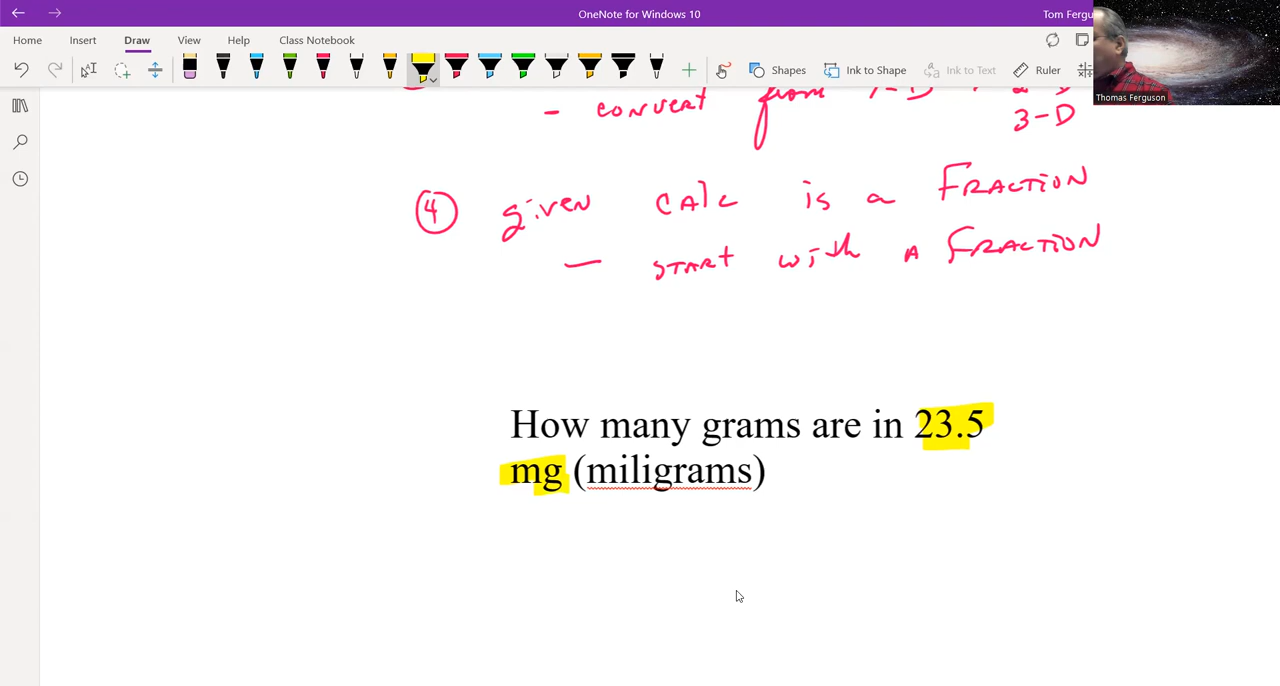 OneNote for Windows 10
Tom Fergu
Home Insert Draw View Help Class Notebook
Shapes Ink to Shape Ink to Text Ruler
Thomas Ferguson
- convert from
3-D
④ given calc is a FRACTION
- start with a FRACTION
How many grams are in 23.5
mg (miligrams)